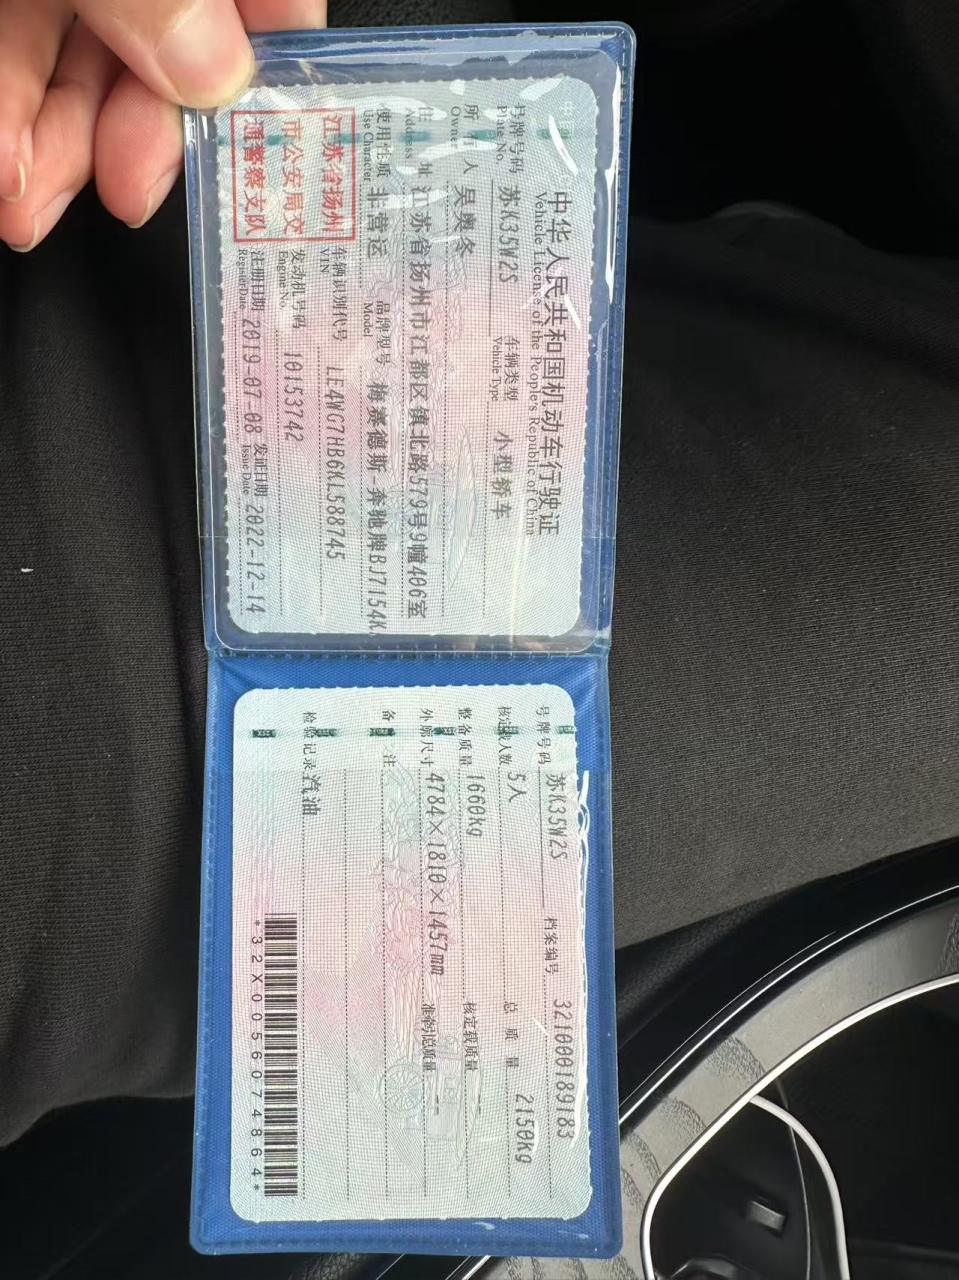 中华人民共和国机动车行驶证
Vehicle License of the People's Republic of China
号牌号码 苏K35W2S 车辆类型 小型轿车
Plate No. Vehicle Type
所有人 吴奥冬
Owner
住址 江苏省扬州市江都区镇北路579号9幢406室
Address
使用性质 非营运 品牌型号 梅赛德斯-奔驰牌BJ7154K
Use Character Model
江苏省扬州
市公安局交
通警察支队
车辆识别代号 LE4WG7HB6KL588745
VIN
发动机号码 10153742
Engine No.
注册日期 2019-07-08 发证日期 2022-12-14
Register Date Issue Date
号牌号码 苏K35W2S 档案编号 321000189183
核定载人数 5人 总质量 2150kg
整备质量 1660kg 核定载质量 --
外廓尺寸 4784×1810×1457mm 准牵引总质量 --
备注
检验记录 汽油
*32X0056074864*